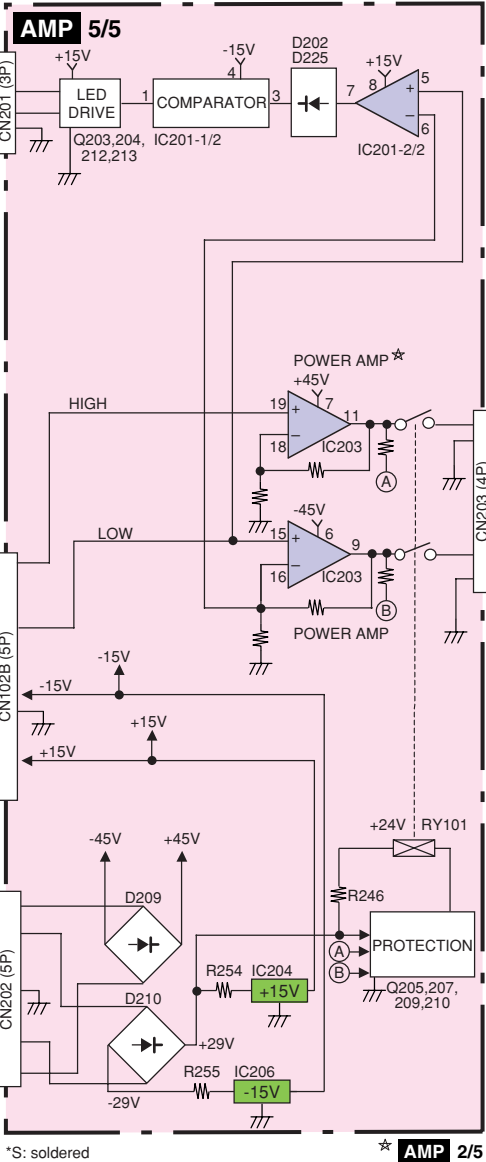 AMP 5/5
CN201 (3P)
+15V
LED
DRIVE
Q203,204,
212,213
1
-15V
4
COMPARATOR
3
IC201-1/2
D202
D225
+15V
7
8
5
+
−
6
IC201-2/2
POWER AMP☆
+45V
HIGH
19
+
7
11
−
18
IC203
A
CN203 (4P)
-45V
LOW
15
+
6
9
−
16
IC203
B
POWER AMP
CN102B (5P)
-15V
-15V
+15V
+15V
-45V
+45V
+24V
RY101
D209
R246
CN202 (5P)
PROTECTION
A
B
Q205,207,
209,210
R254
IC204
+15V
D210
+29V
R255
IC206
-15V
-29V
*S: soldered
☆ AMP 2/5